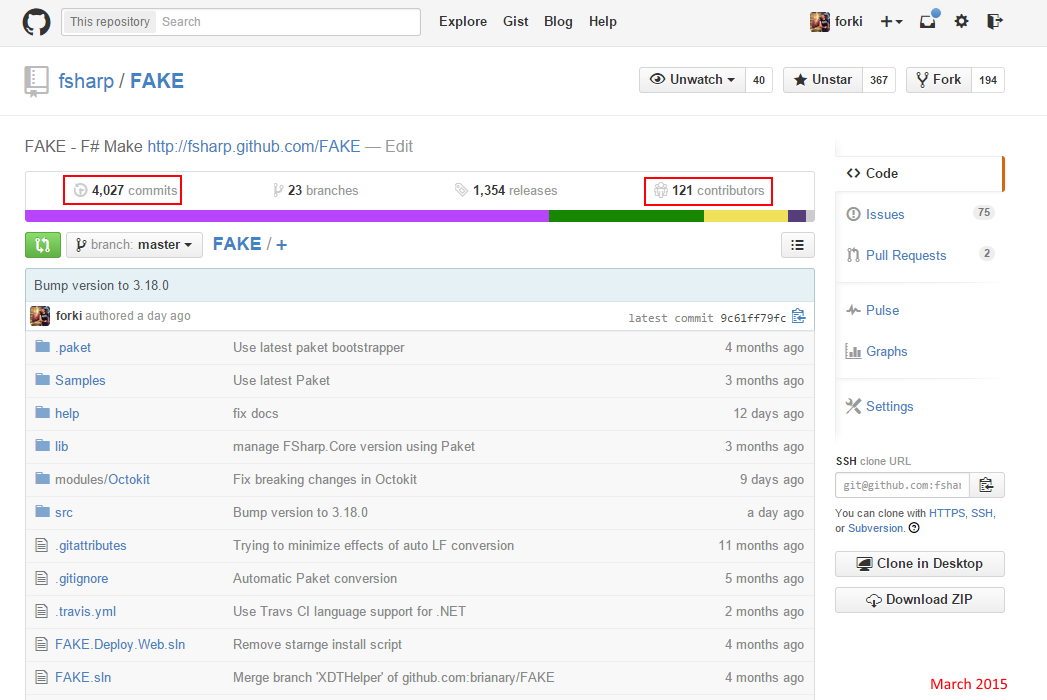 This repository Search Explore Gist Blog Help forki
fsharp / FAKE Unwatch 40 Unstar 367 Fork 194
FAKE - F# Make http://fsharp.github.com/FAKE — Edit
4,027 commits 23 branches 1,354 releases 121 contributors
branch: master FAKE / +
Bump version to 3.18.0
forki authored a day ago latest commit 9c61ff79fc
.paket Use latest paket bootstrapper 4 months ago
Samples Use latest Paket 3 months ago
help fix docs 12 days ago
lib manage FSharp.Core version using Paket 3 months ago
modules/Octokit Fix breaking changes in Octokit 9 days ago
src Bump version to 3.18.0 a day ago
.gitattributes Trying to minimize effects of auto LF conversion 11 months ago
.gitignore Automatic Paket conversion 5 months ago
.travis.yml Use Travs CI language support for .NET 2 months ago
FAKE.Deploy.Web.sln Remove starnge install script 4 months ago
FAKE.sln Merge branch 'XDTHelper' of github.com:brianary/FAKE 4 months ago
Code
Issues 75
Pull Requests 2
Pulse
Graphs
Settings
SSH clone URL
git@github.com:fshar
You can clone with HTTPS, SSH,
or Subversion.
Clone in Desktop
Download ZIP
March 2015